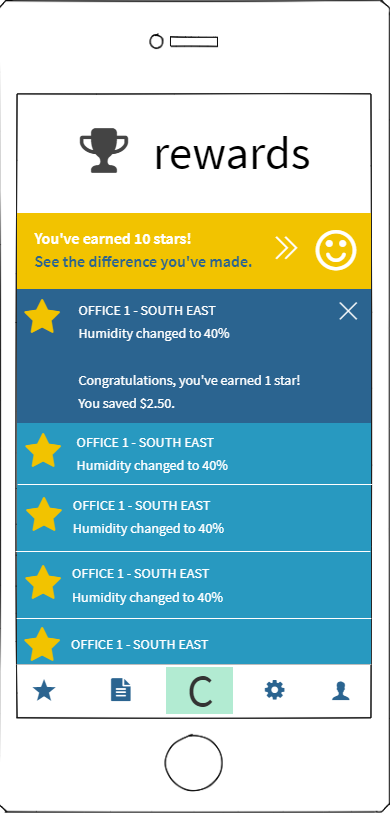 rewards
You've earned 10 stars!
See the difference you've made.
OFFICE 1 - SOUTH EAST
Humidity changed to 40%
Congratulations, you've earned 1 star!
You saved $2.50.
OFFICE 1 - SOUTH EAST
Humidity changed to 40%
OFFICE 1 - SOUTH EAST
Humidity changed to 40%
OFFICE 1 - SOUTH EAST
Humidity changed to 40%
OFFICE 1 - SOUTH EAST
C